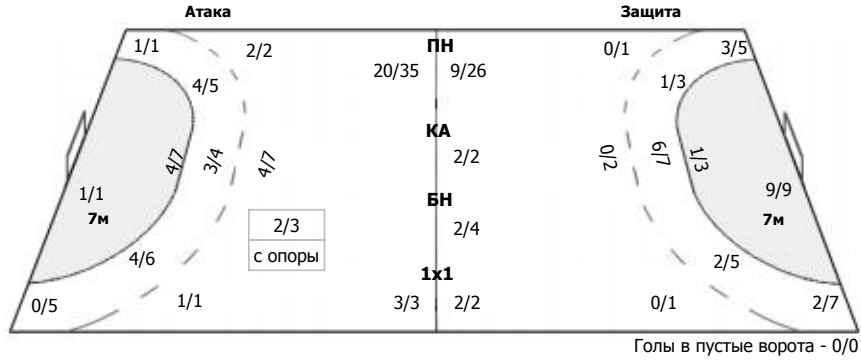 Атака Защита
1/1 2/2 ПН 0/1 3/5
4/5 20/35 9/26 1/3
КА
4/7 3/4 4/7 2/2 0/2 6/7 1/3
1/1 9/9
7м 7м
БН
2/3 2/4
с опоры
4/6 2/5
1x1
0/5 1/1 3/3 2/2 0/1 2/7
Голы в пустые ворота - 0/0